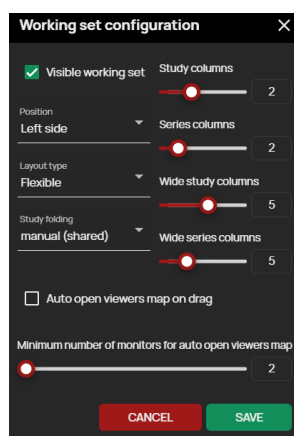 Working set configuration
Visible working set
Study columns
2
Position
Left side
Series columns
2
Layout type
Flexible
Wide study columns
5
Study folding
manual (shared)
Wide series columns
5
Auto open viewers map on drag
Minimum number of monitors for auto open viewers map
2
CANCEL
SAVE